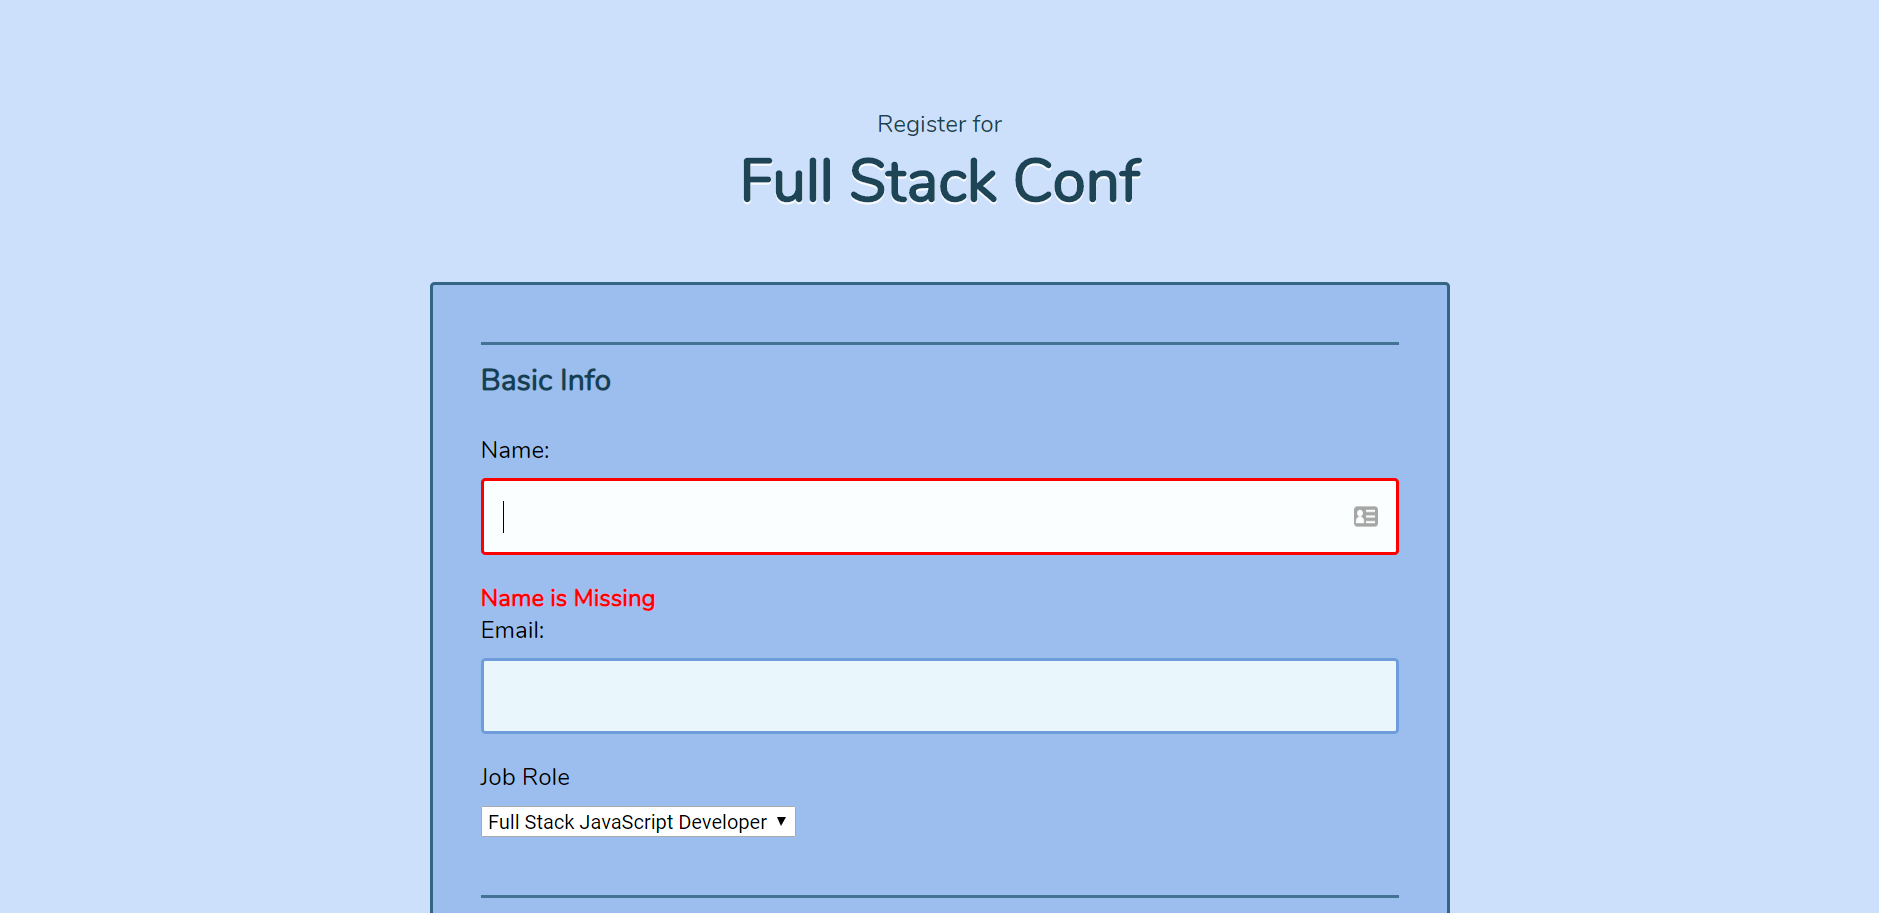 Register for
Full Stack Conf
Basic Info
Name:
Name is Missing
Email:
Job Role
Full Stack JavaScript Developer